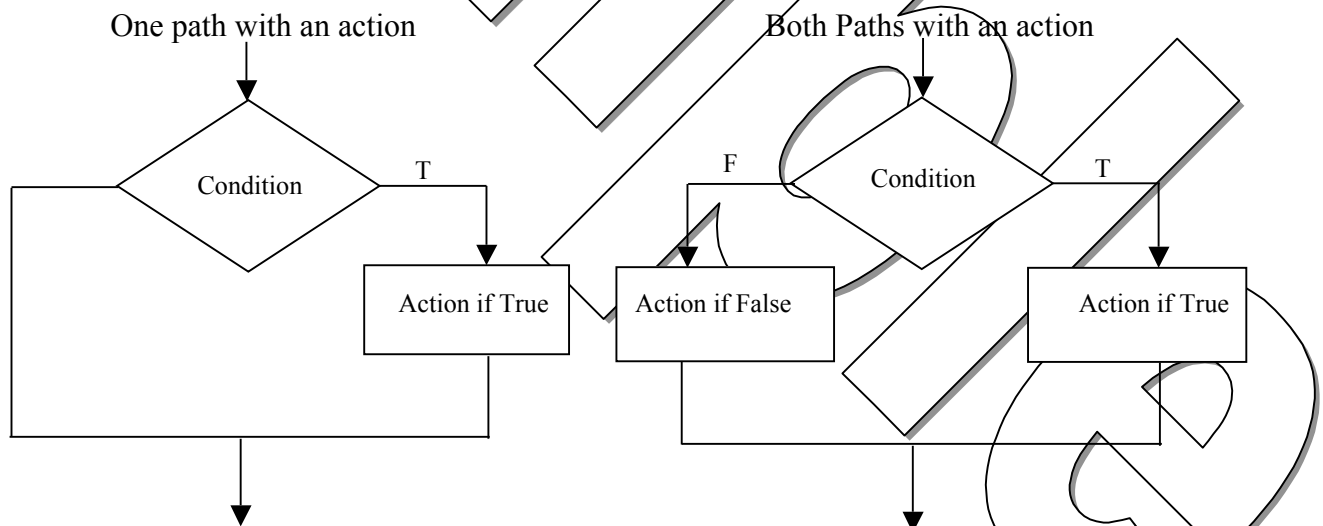 One path with an action
Condition
T
Action if True
Both Paths with an action
F
Condition
T
Action if False
Action if True